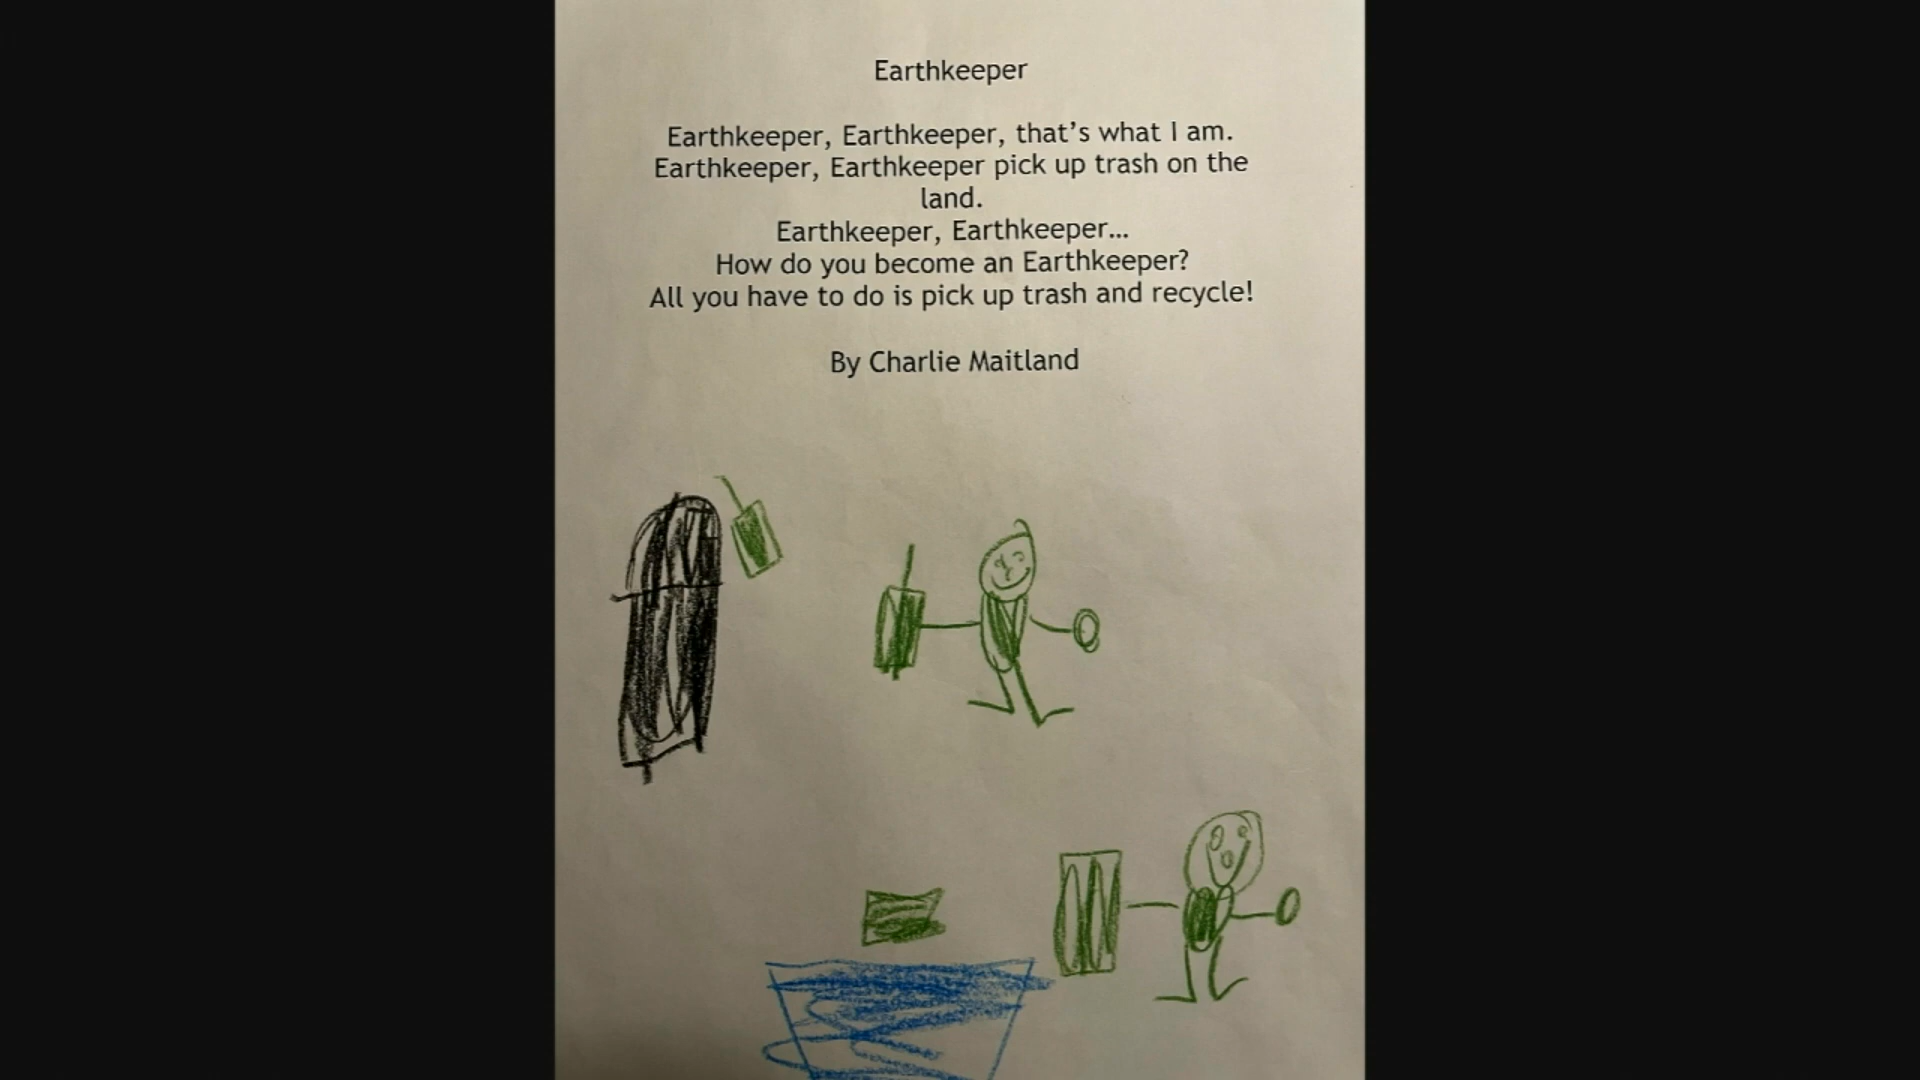 Earthkeeper
Earthkeeper, Earthkeeper, that's what I am.
Earthkeeper, Earthkeeper pick up trash on the
land.
Earthkeeper, Earthkeeper...
How do you become an Earthkeeper?
All you have to do is pick up trash and recycle!
By Charlie Maitland